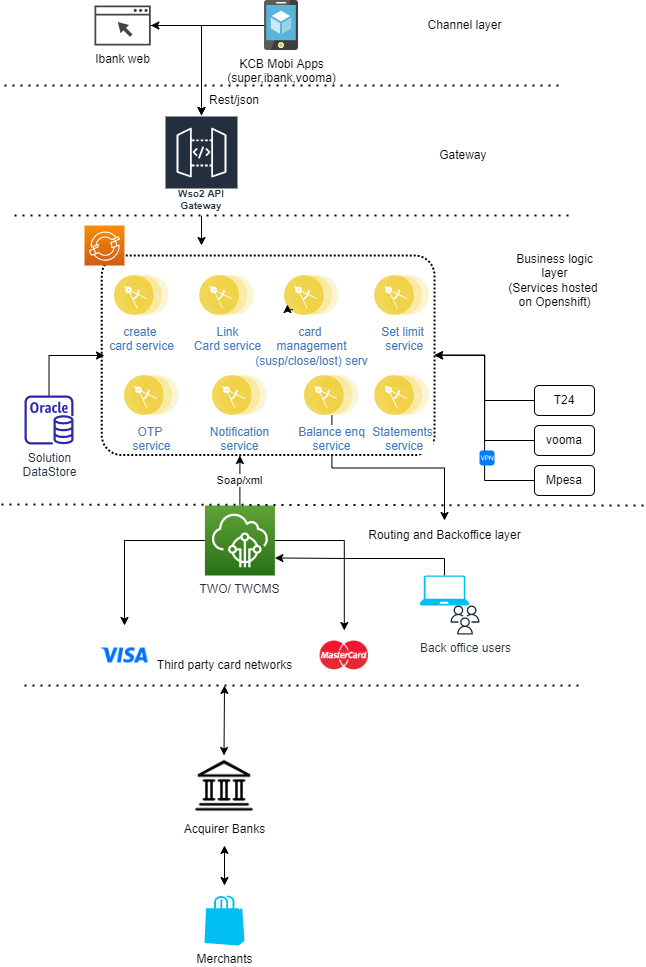 Channel layer
Ibank web
KCB Mobi Apps
(super,ibank,vooma)
Rest/json
Gateway
Wso2 API
Gateway
Business logic
layer
(Services hosted
on Openshift)
create
card service
Link
Card service
card
management
(susp/close/lost) serv
Set limit
service
OTP
service
Notification
service
Balance enq
service
Statements
service
Oracle
Solution
DataStore
T24
vooma
VPN
Mpesa
Soap/xml
Routing and Backoffice layer
TWO/ TWCMS
Back office users
VISA
Third party card networks
MasterCard
Acquirer Banks
Merchants